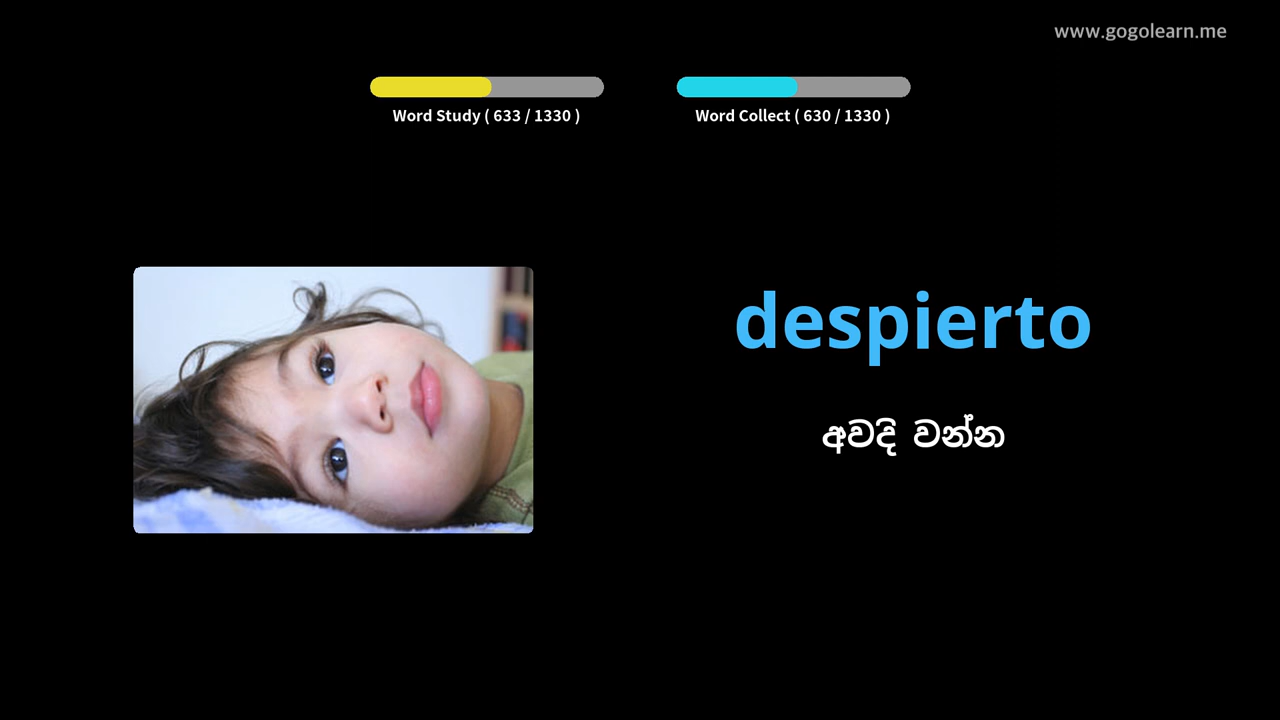 www.gogolearn.me
Word Study ( 633 / 1330 )
Word Collect ( 630 / 1330 )
despierto
අවදි වන්න